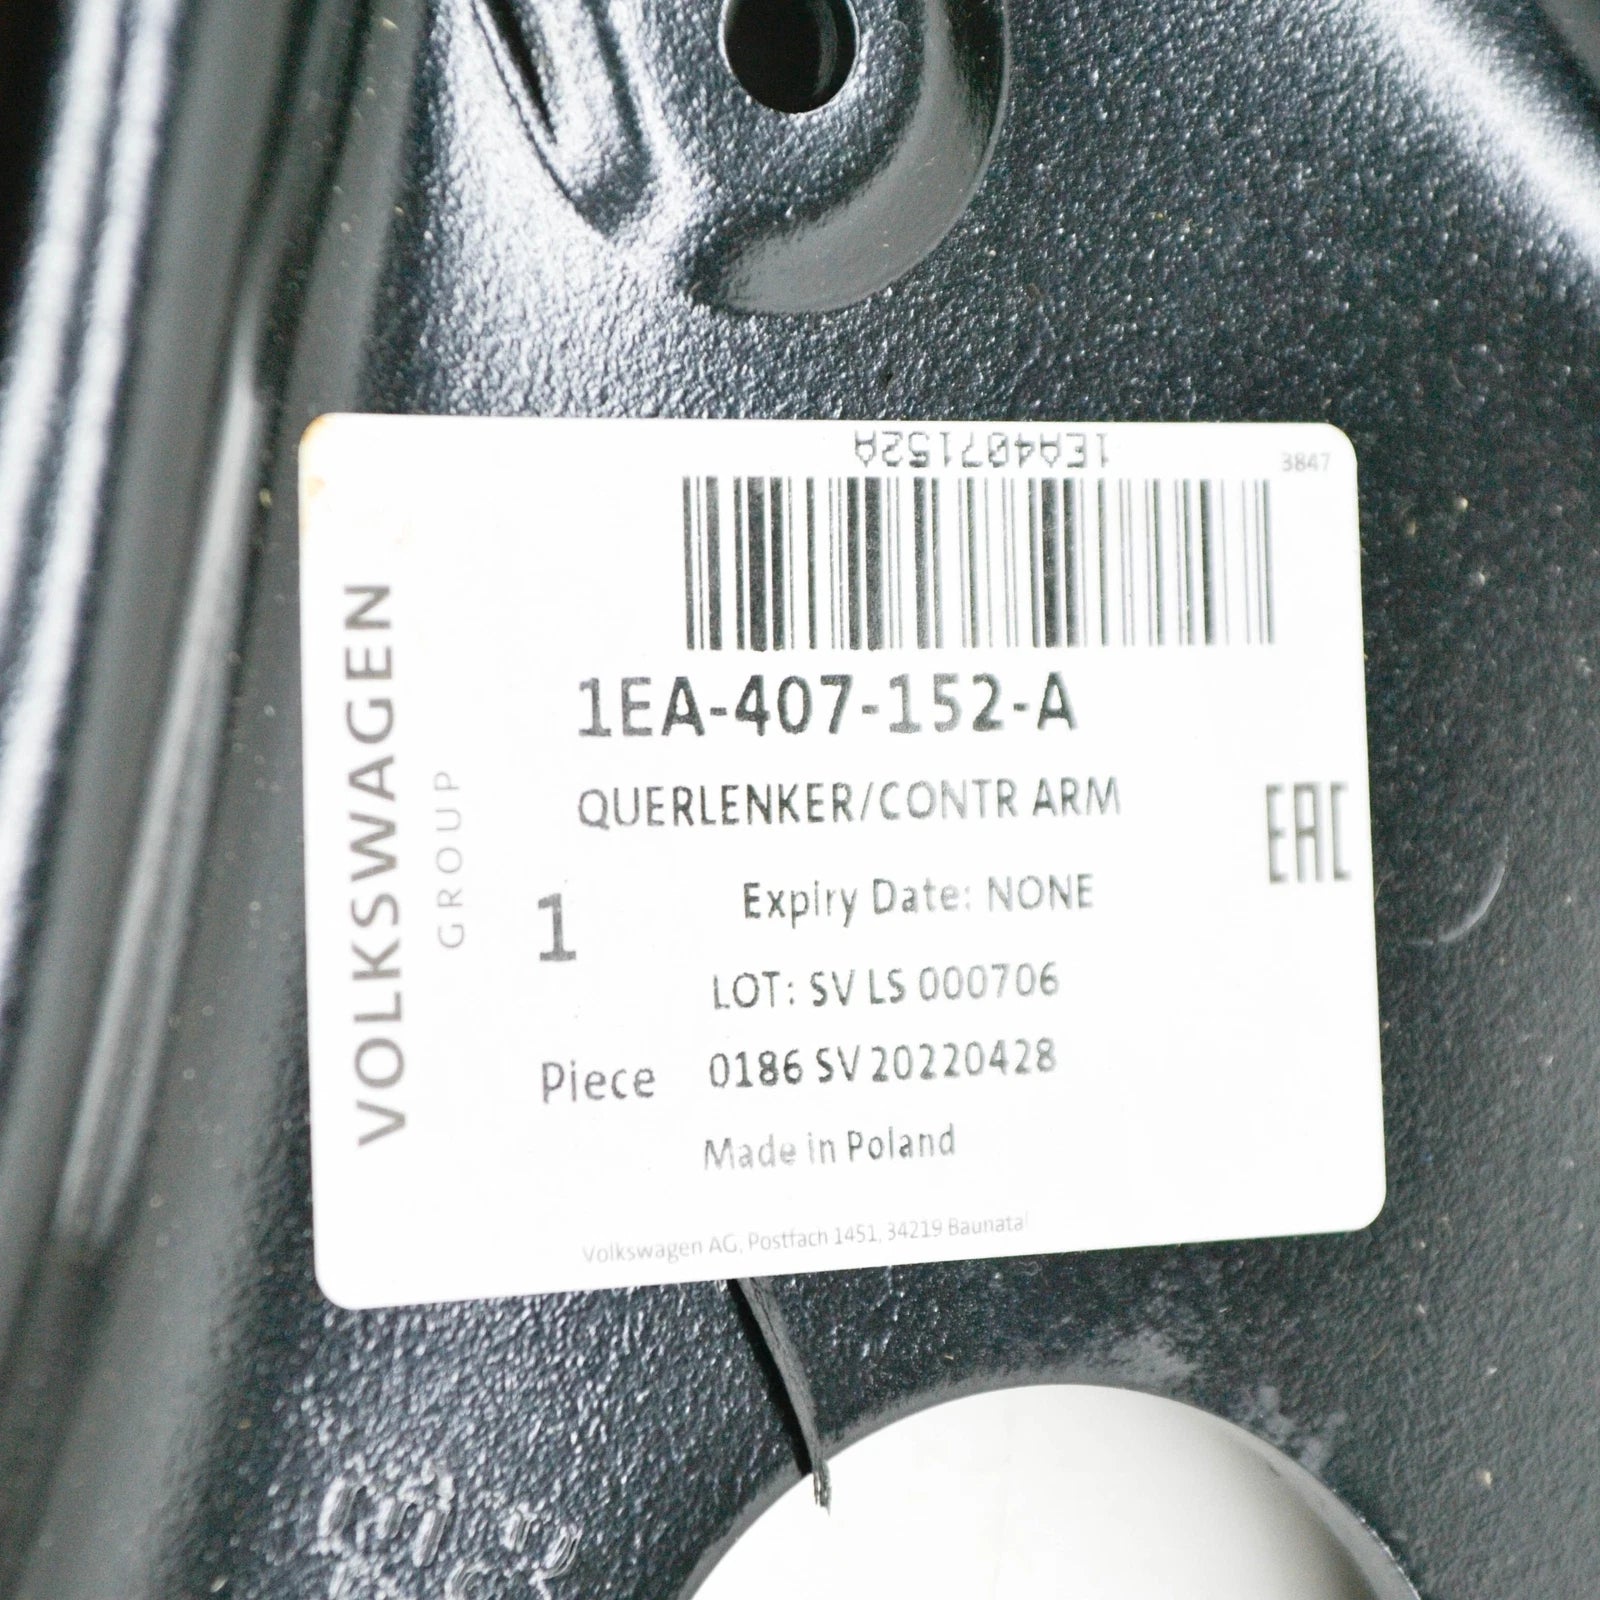 1EA407152A
3847
1EA-407-152-A
QUERLENKER/CONTR ARM
EAC
VOLKSWAGEN
GROUP
1
Expiry Date: NONE
LOT: SV LS 000706
Piece
0186 SV 20220428
Made in Poland
Volkswagen AG, Postfach 1451, 34219 Baunatal